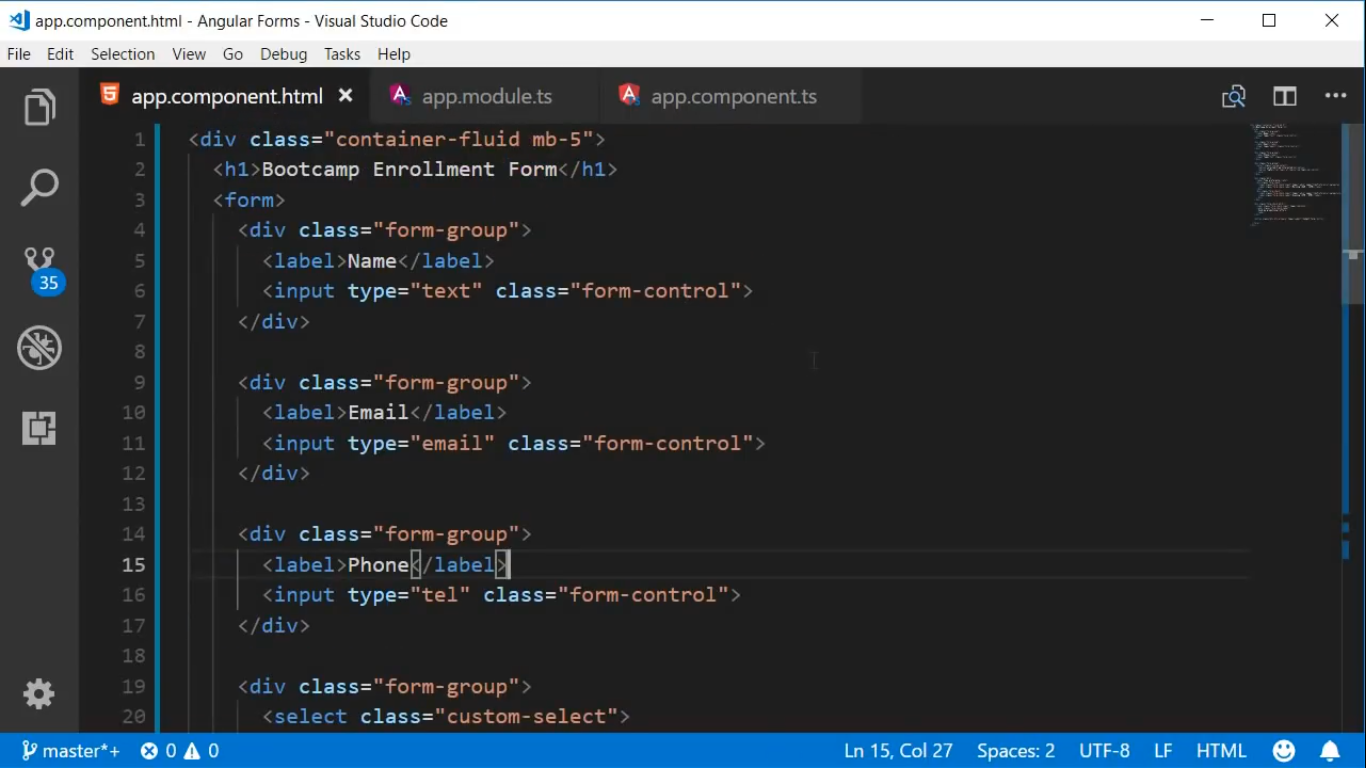 app.component.html - Angular Forms - Visual Studio Code
File Edit Selection View Go Debug Tasks Help
app.component.html app.module.ts app.component.ts
1 <div class="container-fluid mb-5">
2 <h1>Bootcamp Enrollment Form</h1>
3 <form>
4 <div class="form-group">
5 <label>Name</label>
6 <input type="text" class="form-control">
7 </div>
8
9 <div class="form-group">
10 <label>Email</label>
11 <input type="email" class="form-control">
12 </div>
13
14 <div class="form-group">
15 <label>Phone</label>
16 <input type="tel" class="form-control">
17 </div>
18
19 <div class="form-group">
20 <select class="custom-select">
35
master*+ 0 0 Ln 15, Col 27 Spaces: 2 UTF-8 LF HTML